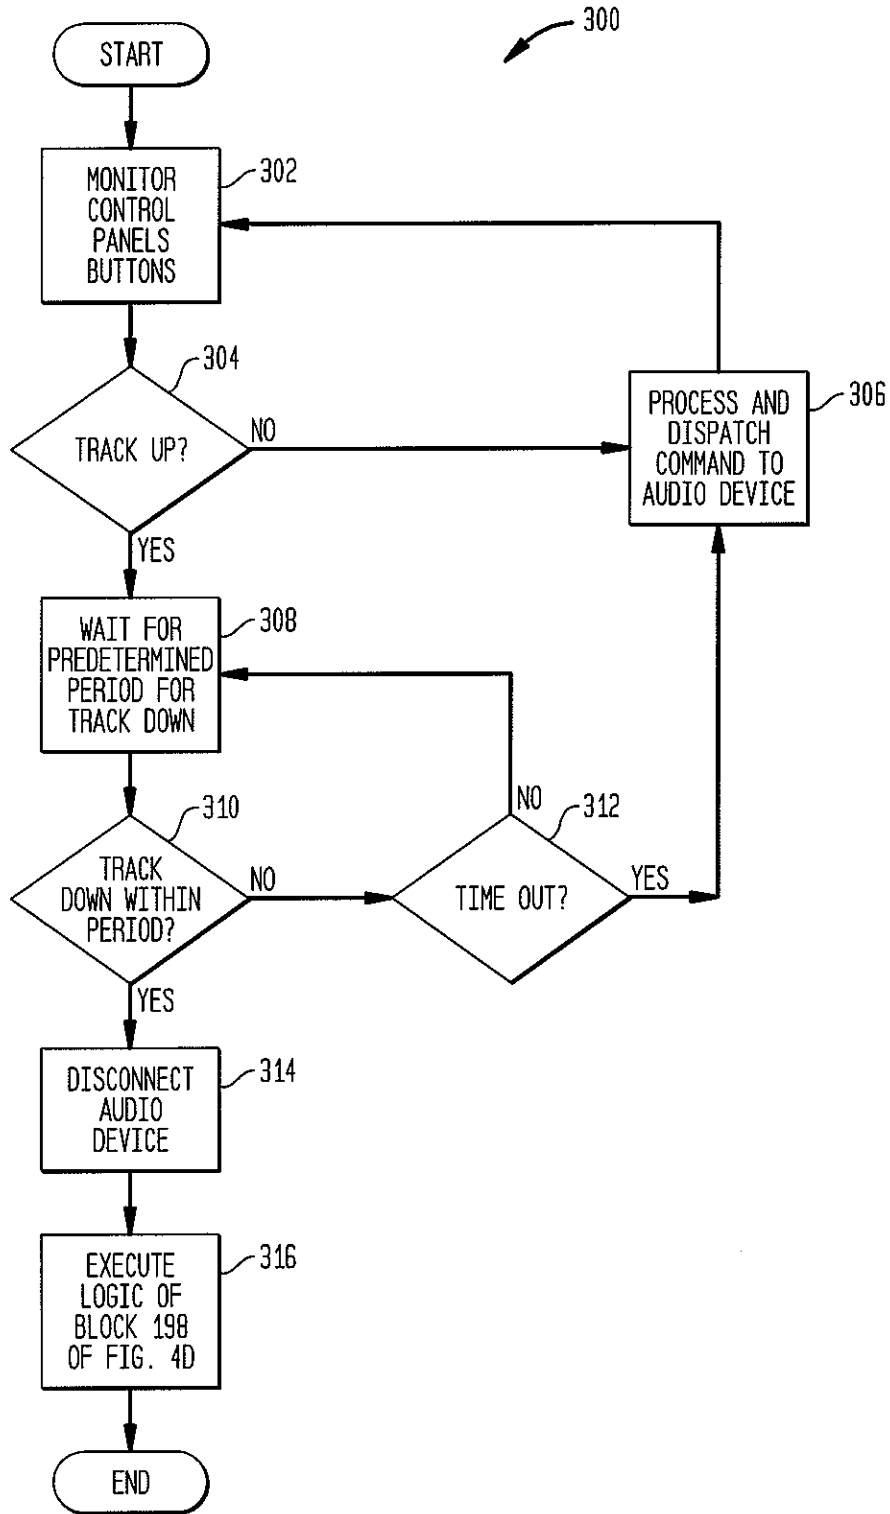 300
START
302
MONITOR
CONTROL
PANELS
BUTTONS
304
TRACK UP?
NO
YES
306
PROCESS AND
DISPATCH
COMMAND TO
AUDIO DEVICE
308
WAIT FOR
PREDETERMINED
PERIOD FOR
TRACK DOWN
310
TRACK
DOWN WITHIN
PERIOD?
NO
YES
312
TIME OUT?
NO
YES
314
DISCONNECT
AUDIO
DEVICE
316
EXECUTE
LOGIC OF
BLOCK 198
OF FIG. 4D
END